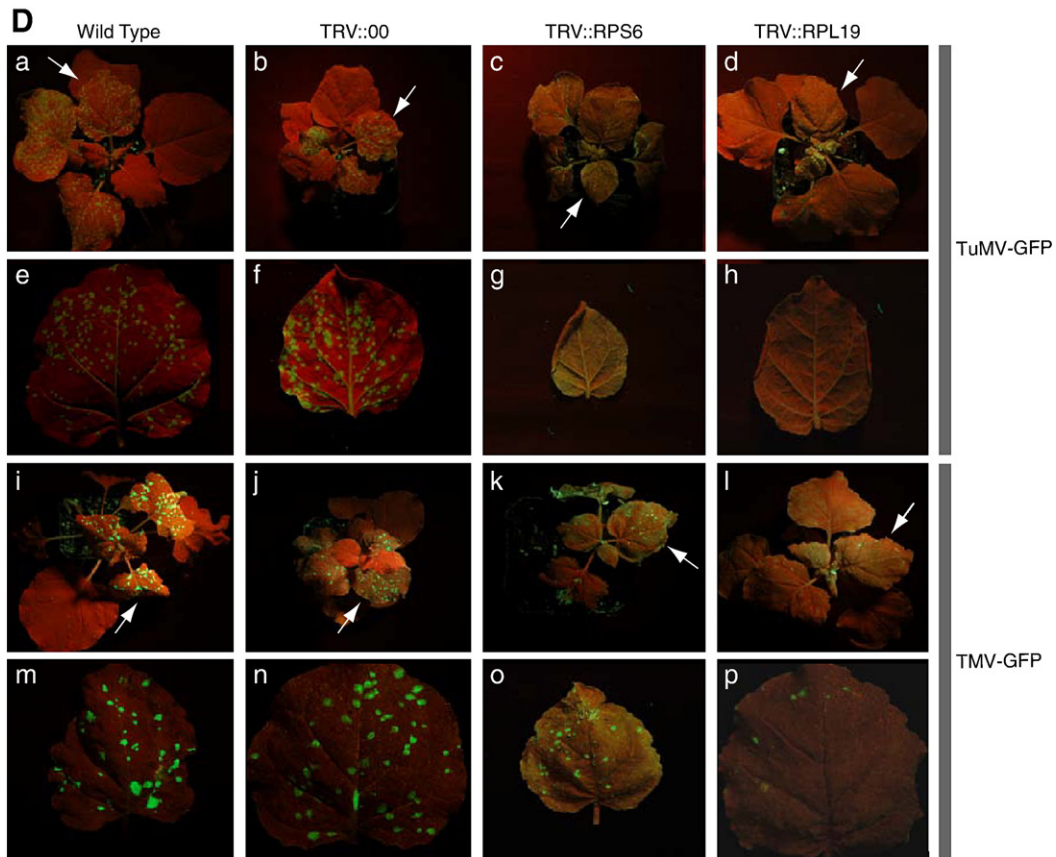 D
Wild Type TRV::00 TRV::RPS6 TRV::RPL19
a b c d
TuMV-GFP
e f g h
i j k l
TMV-GFP
m n o p